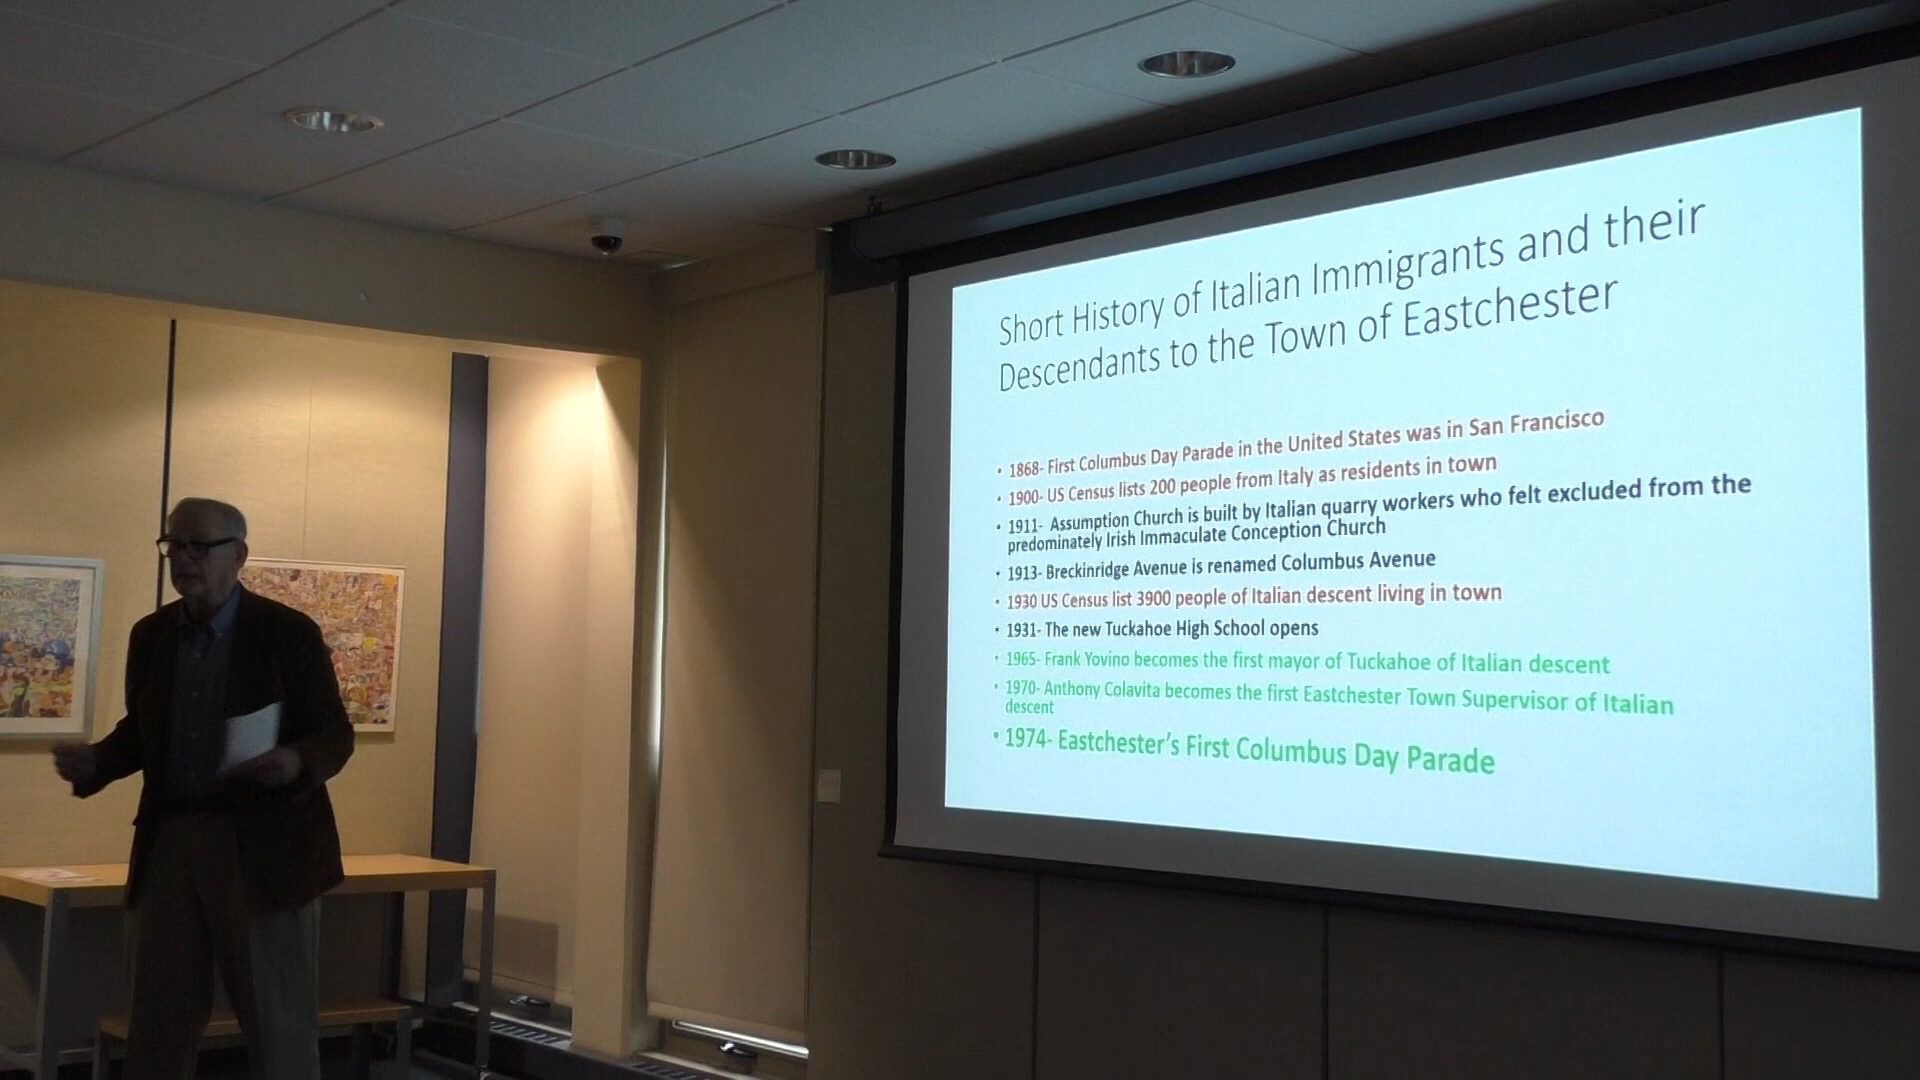 Short History of Italian Immigrants and their
Descendants to the Town of Eastchester
• 1868- First Columbus Day Parade in the United States was in San Francisco
• 1900- US Census lists 200 people from Italy as residents in town
• 1911- Assumption Church is built by Italian quarry workers who felt excluded from the
predominately Irish Immaculate Conception Church
• 1913- Breckinridge Avenue is renamed Columbus Avenue
• 1930 US Census list 3900 people of Italian descent living in town
• 1931- The new Tuckahoe High School opens
• 1965- Frank Yovino becomes the first mayor of Tuckahoe of Italian descent
• 1970- Anthony Colavita becomes the first Eastchester Town Supervisor of Italian
descent
• 1974- Eastchester’s First Columbus Day Parade